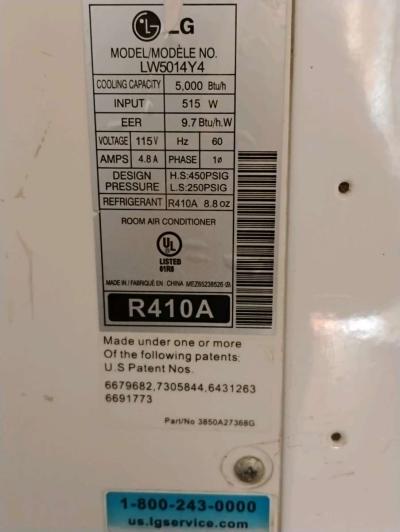 LG
MODEL/MODÈLE NO.
LW5014Y4
COOLING CAPACITY 5,000 Btu/h
INPUT 515 W
EER 9.7 Btu/h.W
VOLTAGE 115V Hz 60
AMPS 4.8A PHASE 1ø
DESIGN PRESSURE H.S:450PSIG
L.S:250PSIG
REFRIGERANT R410A 8.8 oz
ROOM AIR CONDITIONER
UL
LISTED
01R8
MADE IN / FABRIQUÉ EN CHINA MEZ65238526
R410A
Made under one or more
Of the following patents:
U.S Patent Nos.
6679682,7305844,6431263
6691773
Part/No 3850A27368G
1-800-243-0000
us.lgservice.com